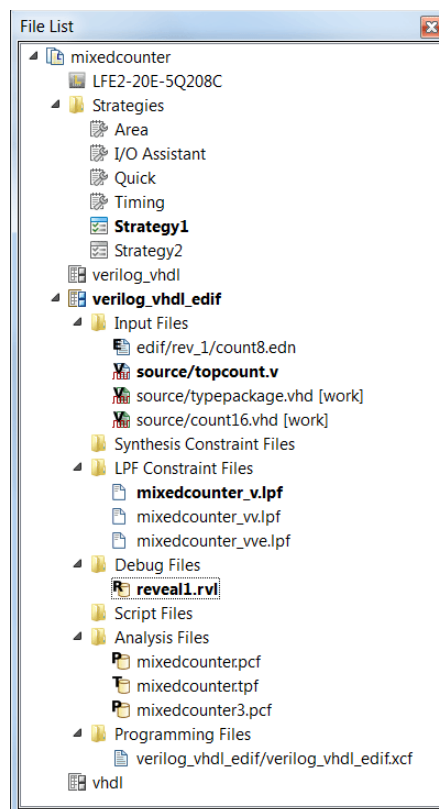 File List
mixedcounter
LFE2-20E-5Q208C
Strategies
Area
I/O Assistant
Quick
Timing
Strategy1
Strategy2
verilog_vhdl
verilog_vhdl_edif
Input Files
edif/rev_1/count8.edn
source/topcount.v
source/typepackage.vhd [work]
source/count16.vhd [work]
Synthesis Constraint Files
LPF Constraint Files
mixedcounter_v.lpf
mixedcounter_vv.lpf
mixedcounter_vve.lpf
Debug Files
reveal1.rvl
Script Files
Analysis Files
mixedcounter.pcf
mixedcounter.tpf
mixedcounter3.pcf
Programming Files
verilog_vhdl_edif/verilog_vhdl_edif.xcf
vhdl